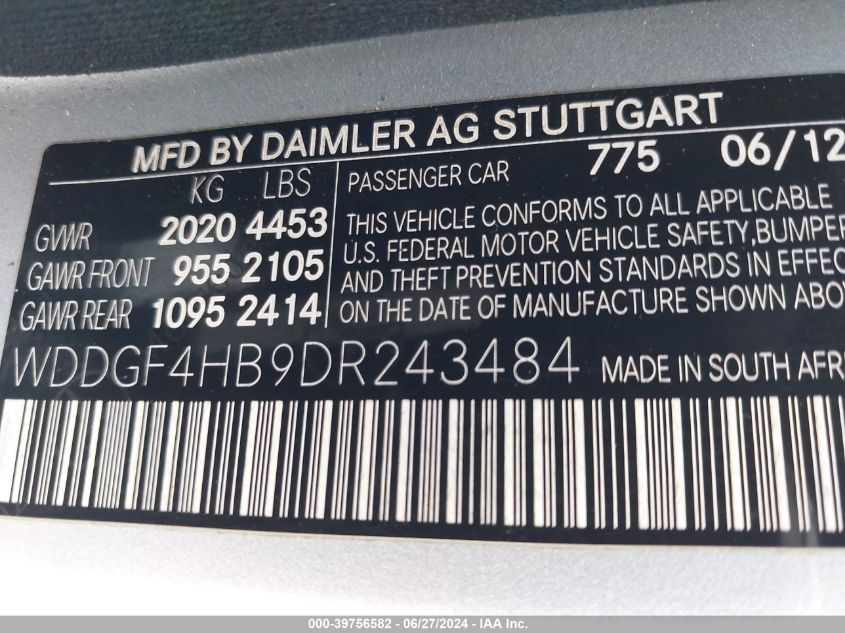 MFD BY DAIMLER AG STUTTGART
KG LBS
GVWR 2020 4453
GAWR FRONT 955 2105
GAWR REAR 1095 2414
PASSENGER CAR 775 06/12
THIS VEHICLE CONFORMS TO ALL APPLICABLE
U.S. FEDERAL MOTOR VEHICLE SAFETY,BUMPER
AND THEFT PREVENTION STANDARDS IN EFFEC
ON THE DATE OF MANUFACTURE SHOWN ABO
WDDGF4HB9DR243484 MADE IN SOUTH AFR
000-39756582 - 06/27/2024 - IAA Inc.